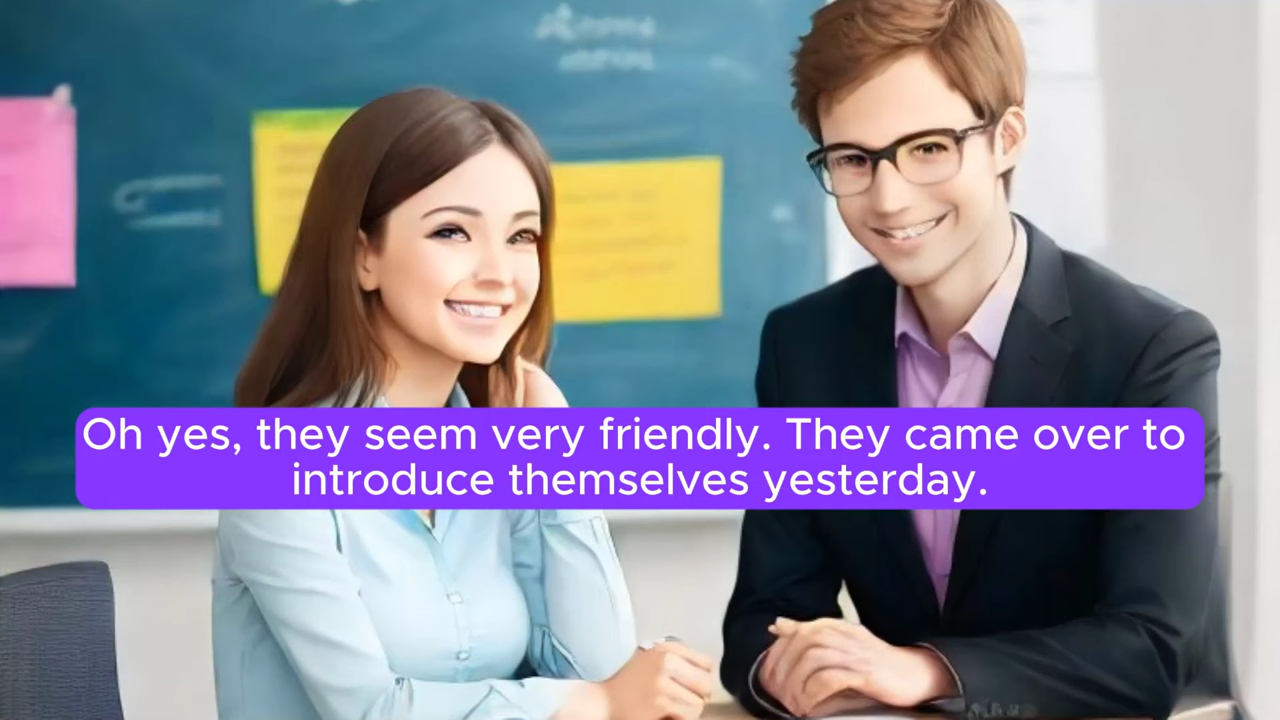 Oh yes, they seem very friendly. They came over to
introduce themselves yesterday.